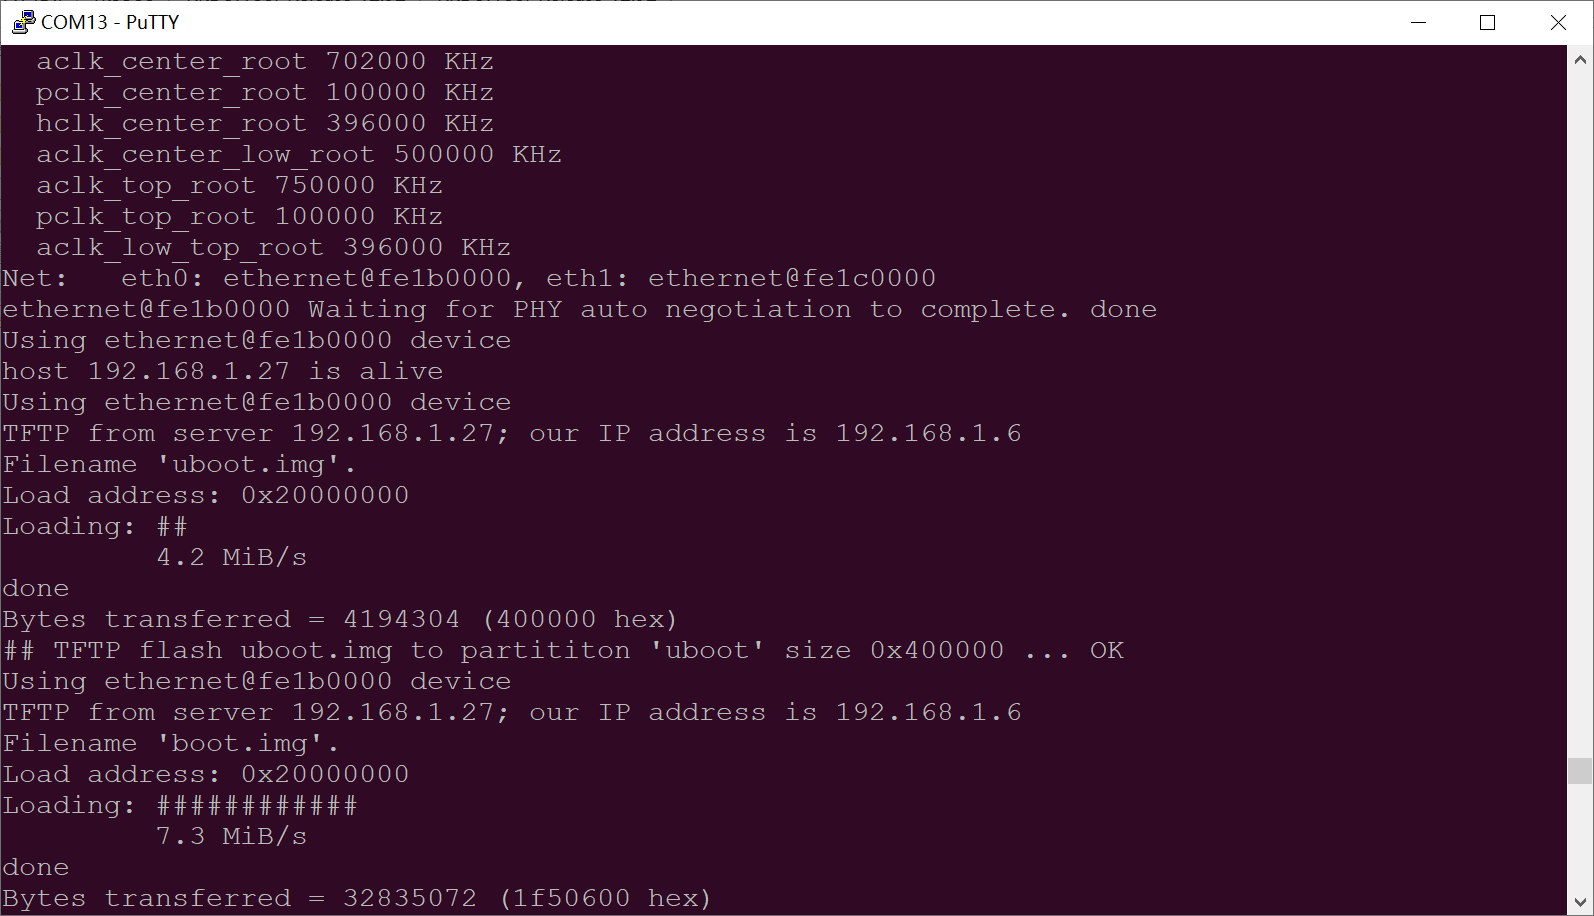 COM13 - PuTTY
  aclk_center_root 702000 KHz
  pclk_center_root 100000 KHz
  hclk_center_root 396000 KHz
  aclk_center_low_root 500000 KHz
  aclk_top_root 750000 KHz
  pclk_top_root 100000 KHz
  aclk_low_top_root 396000 KHz
Net:   eth0: ethernet@fe1b0000, eth1: ethernet@fe1c0000
ethernet@fe1b0000 Waiting for PHY auto negotiation to complete. done
Using ethernet@fe1b0000 device
host 192.168.1.27 is alive
Using ethernet@fe1b0000 device
TFTP from server 192.168.1.27; our IP address is 192.168.1.6
Filename 'uboot.img'.
Load address: 0x20000000
Loading: ##
         4.2 MiB/s
done
Bytes transferred = 4194304 (400000 hex)
## TFTP flash uboot.img to partititon 'uboot' size 0x400000 ... OK
Using ethernet@fe1b0000 device
TFTP from server 192.168.1.27; our IP address is 192.168.1.6
Filename 'boot.img'.
Load address: 0x20000000
Loading: ############
         7.3 MiB/s
done
Bytes transferred = 32835072 (1f50600 hex)